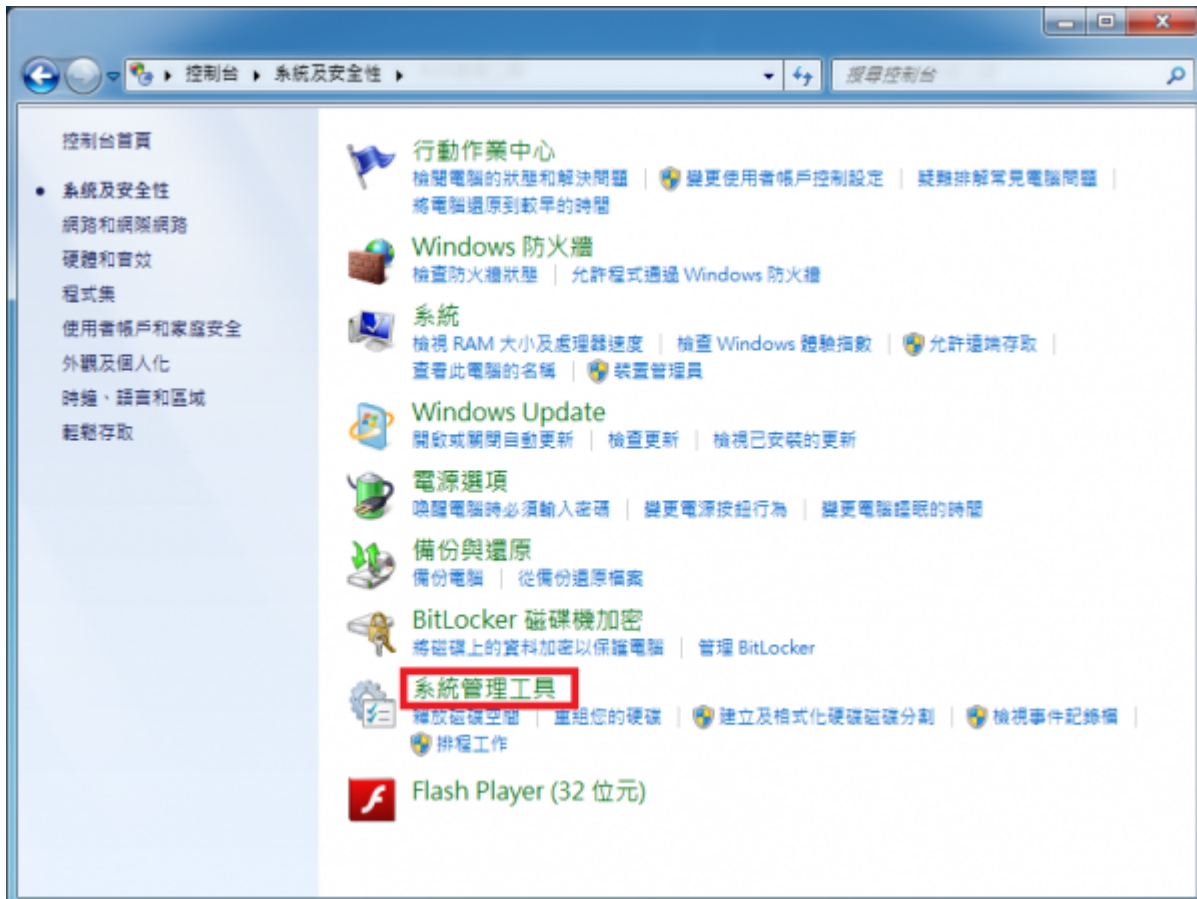 控制台 ▸ 系統及安全性 ▸
搜尋控制台
控制台首頁
系統及安全性
網路和網際網路
硬體和音效
程式集
使用者帳戶和家庭安全
外觀及個人化
時鐘、語言和區域
輕鬆存取
行動作業中心
檢閱電腦的狀態和解決問題 | 變更使用者帳戶控制設定 | 疑難排解常見電腦問題 |
將電腦還原到較早的時間
Windows 防火牆
檢查防火牆狀態 | 允許程式通過 Windows 防火牆
系統
檢視 RAM 大小及處理器速度 | 檢查 Windows 體驗指數 | 允許遠端存取 |
查看此電腦的名稱 | 裝置管理員
Windows Update
開啟或關閉自動更新 | 檢查更新 | 檢視已安裝的更新
電源選項
喚醒電腦時必須輸入密碼 | 變更電源按鈕行為 | 變更電腦睡眠的時間
備份與還原
備份電腦 | 從備份還原檔案
BitLocker 磁碟機加密
將磁碟上的資料加密以保護電腦 | 管理 BitLocker
系統管理工具
釋放磁碟空間 | 重組您的硬碟 | 建立及格式化硬碟磁碟分割 | 檢視事件記錄檔 |
排程工作
Flash Player (32 位元)